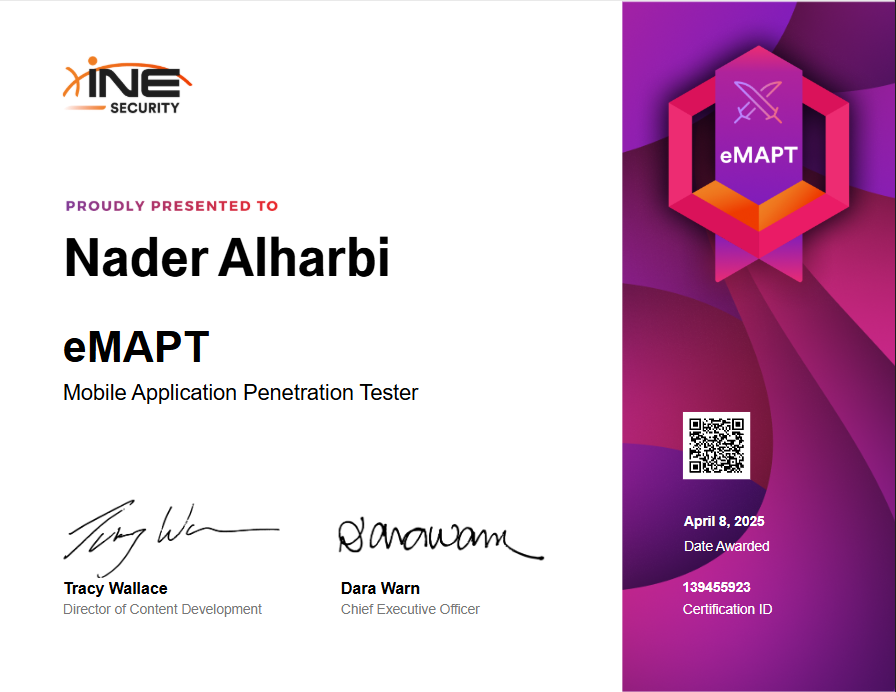 iNE
SECURITY
PROUDLY PRESENTED TO
Nader Alharbi
eMAPT
Mobile Application Penetration Tester
Tracy Wallace
Director of Content Development
Dara Warn
Chief Executive Officer
eMAPT
April 8, 2025
Date Awarded
139455923
Certification ID